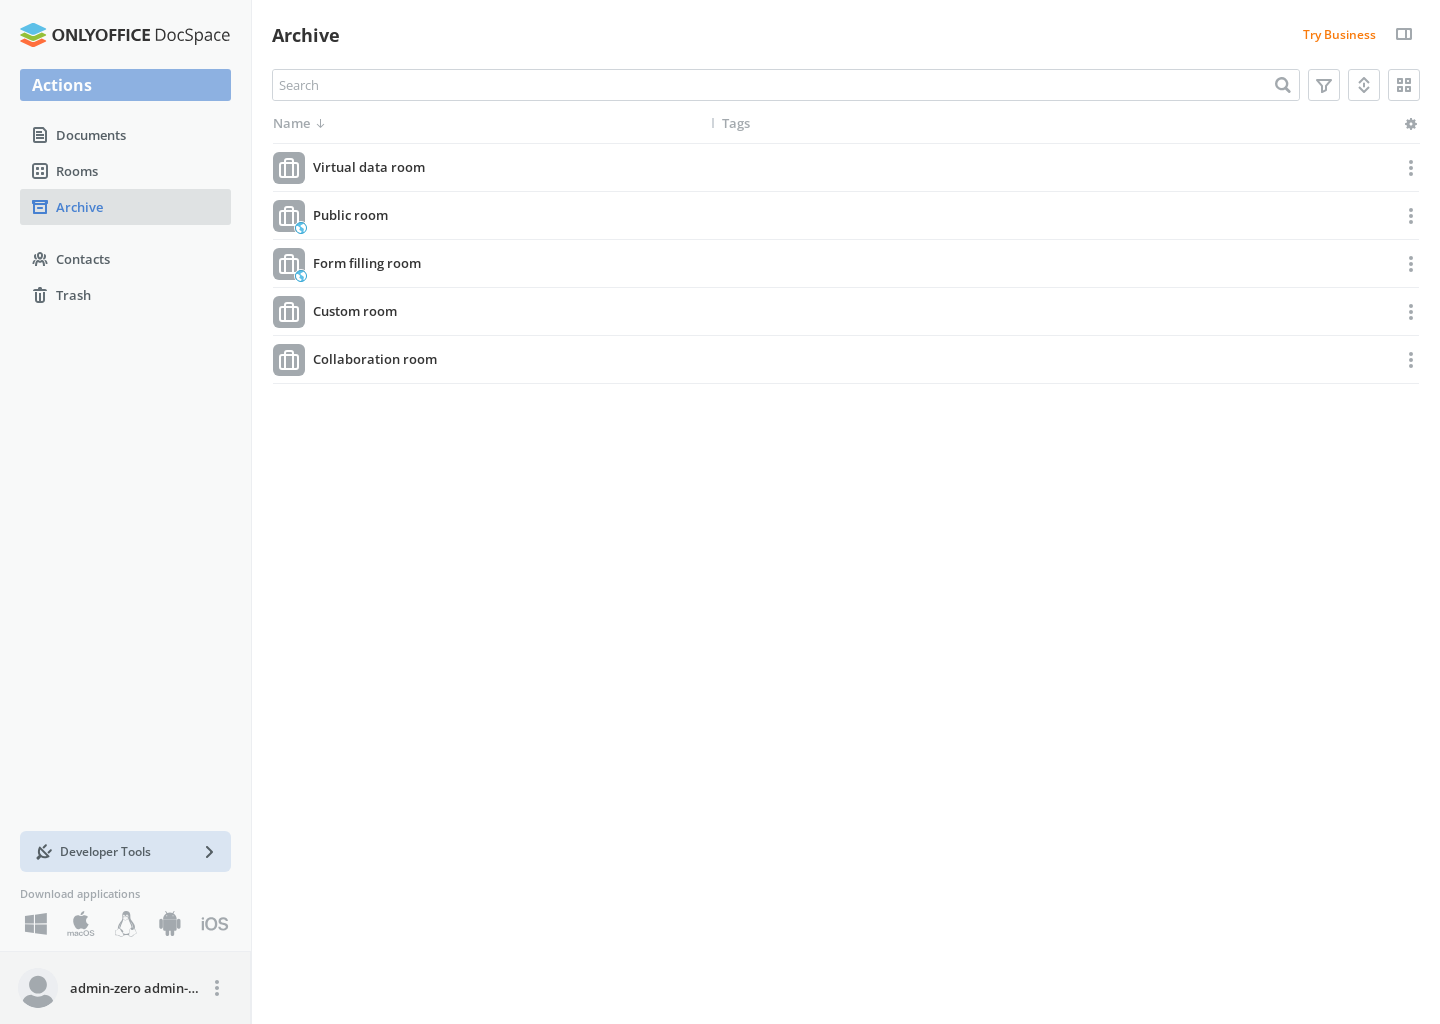 ONLYOFFICE DocSpace
Actions
Documents
Rooms
Archive
Contacts
Trash
Developer Tools
Download applications
macOS
iOS
admin-zero admin-...
Archive
Try Business
Search
Name
Tags
Virtual data room
Public room
Form filling room
Custom room
Collaboration room